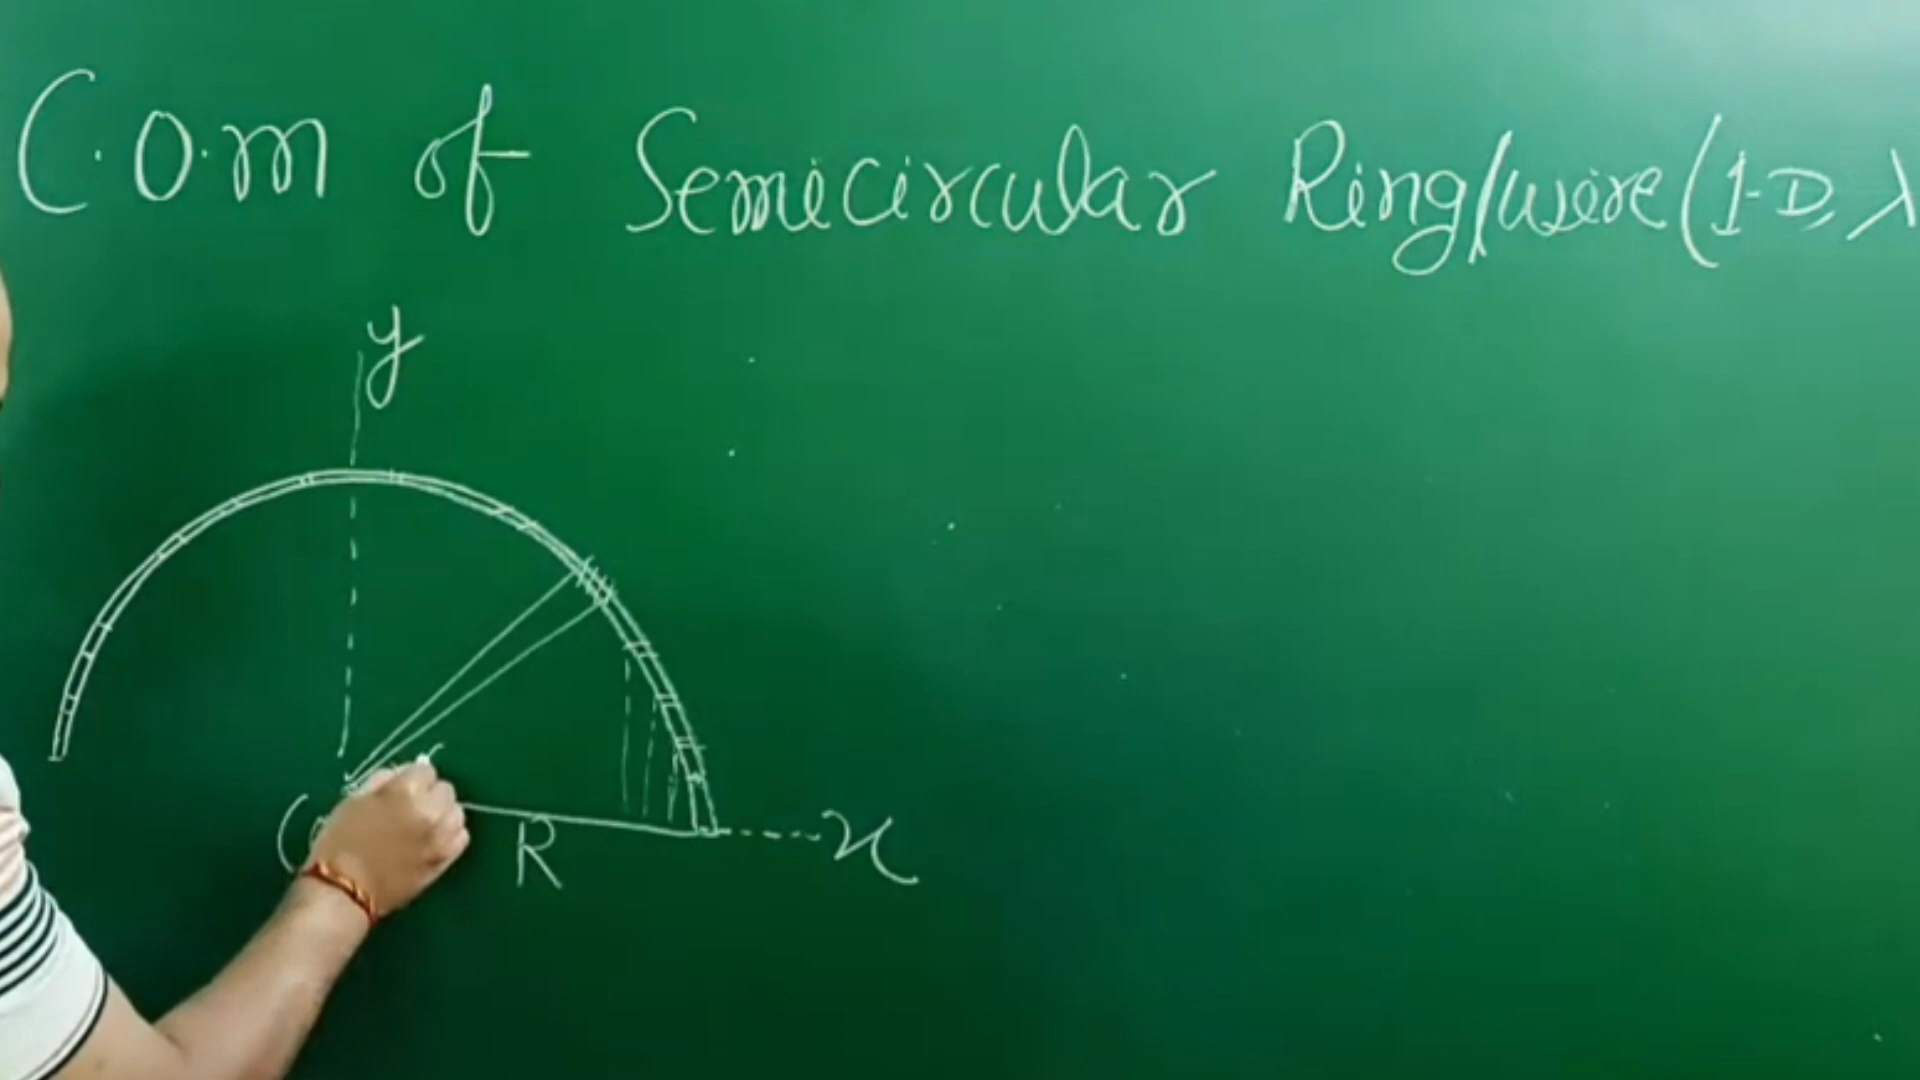 C.O.M of Semicircular Ring/wire (1-D, λ
y
R
x